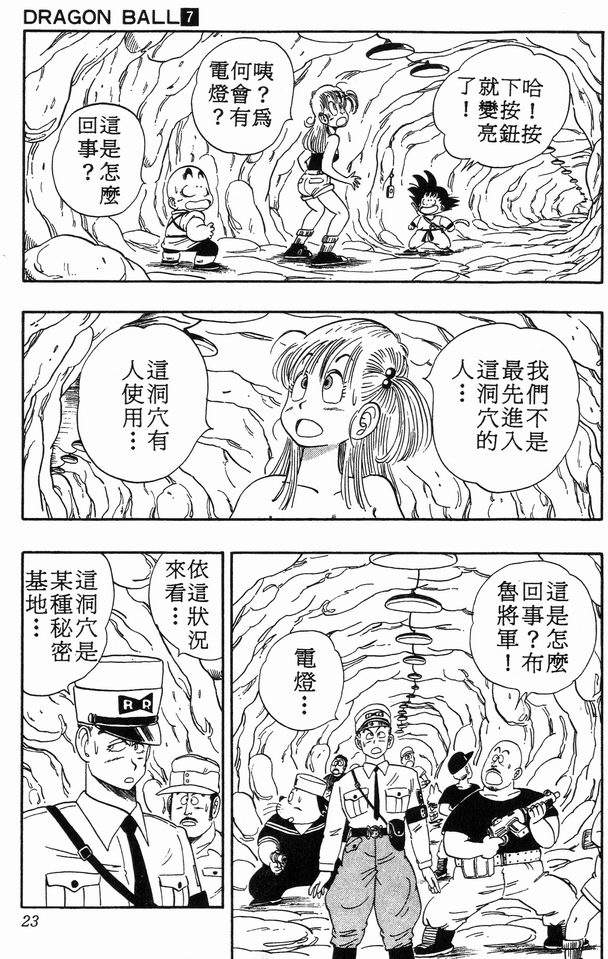 DRAGON BALL 7
哈！按
下按鈕
就變亮
了！
咦？為
何會有
電燈？
這是怎麼
回事？
我們不是
最先進入
這洞穴的
人…
這洞穴有
人使用…
這是怎麼
回事？布
魯將軍！
電燈…
依這狀況
來看…
這洞穴是
某種秘密
基地…
RR
23